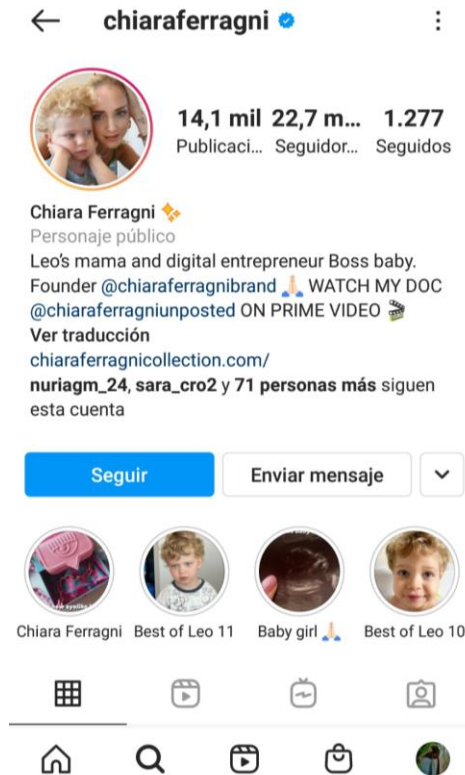 chiaraferragni
14,1 mil 22,7 m... 1.277
Publicaci... Seguidor... Seguidos
Chiara Ferragni ✨
Personaje público
Leo's mama and digital entrepreneur Boss baby.
Founder @chiaraferragnibrand 🙏🏻 WATCH MY DOC
@chiaraferragniunposted ON PRIME VIDEO 🎬
Ver traducción
chiaraferragnicollection.com/
nuriagm_24, sara_cro2 y 71 personas más siguen
esta cuenta
Seguir Enviar mensaje
Chiara Ferragni Best of Leo 11 Baby girl 🙏🏻 Best of Leo 10